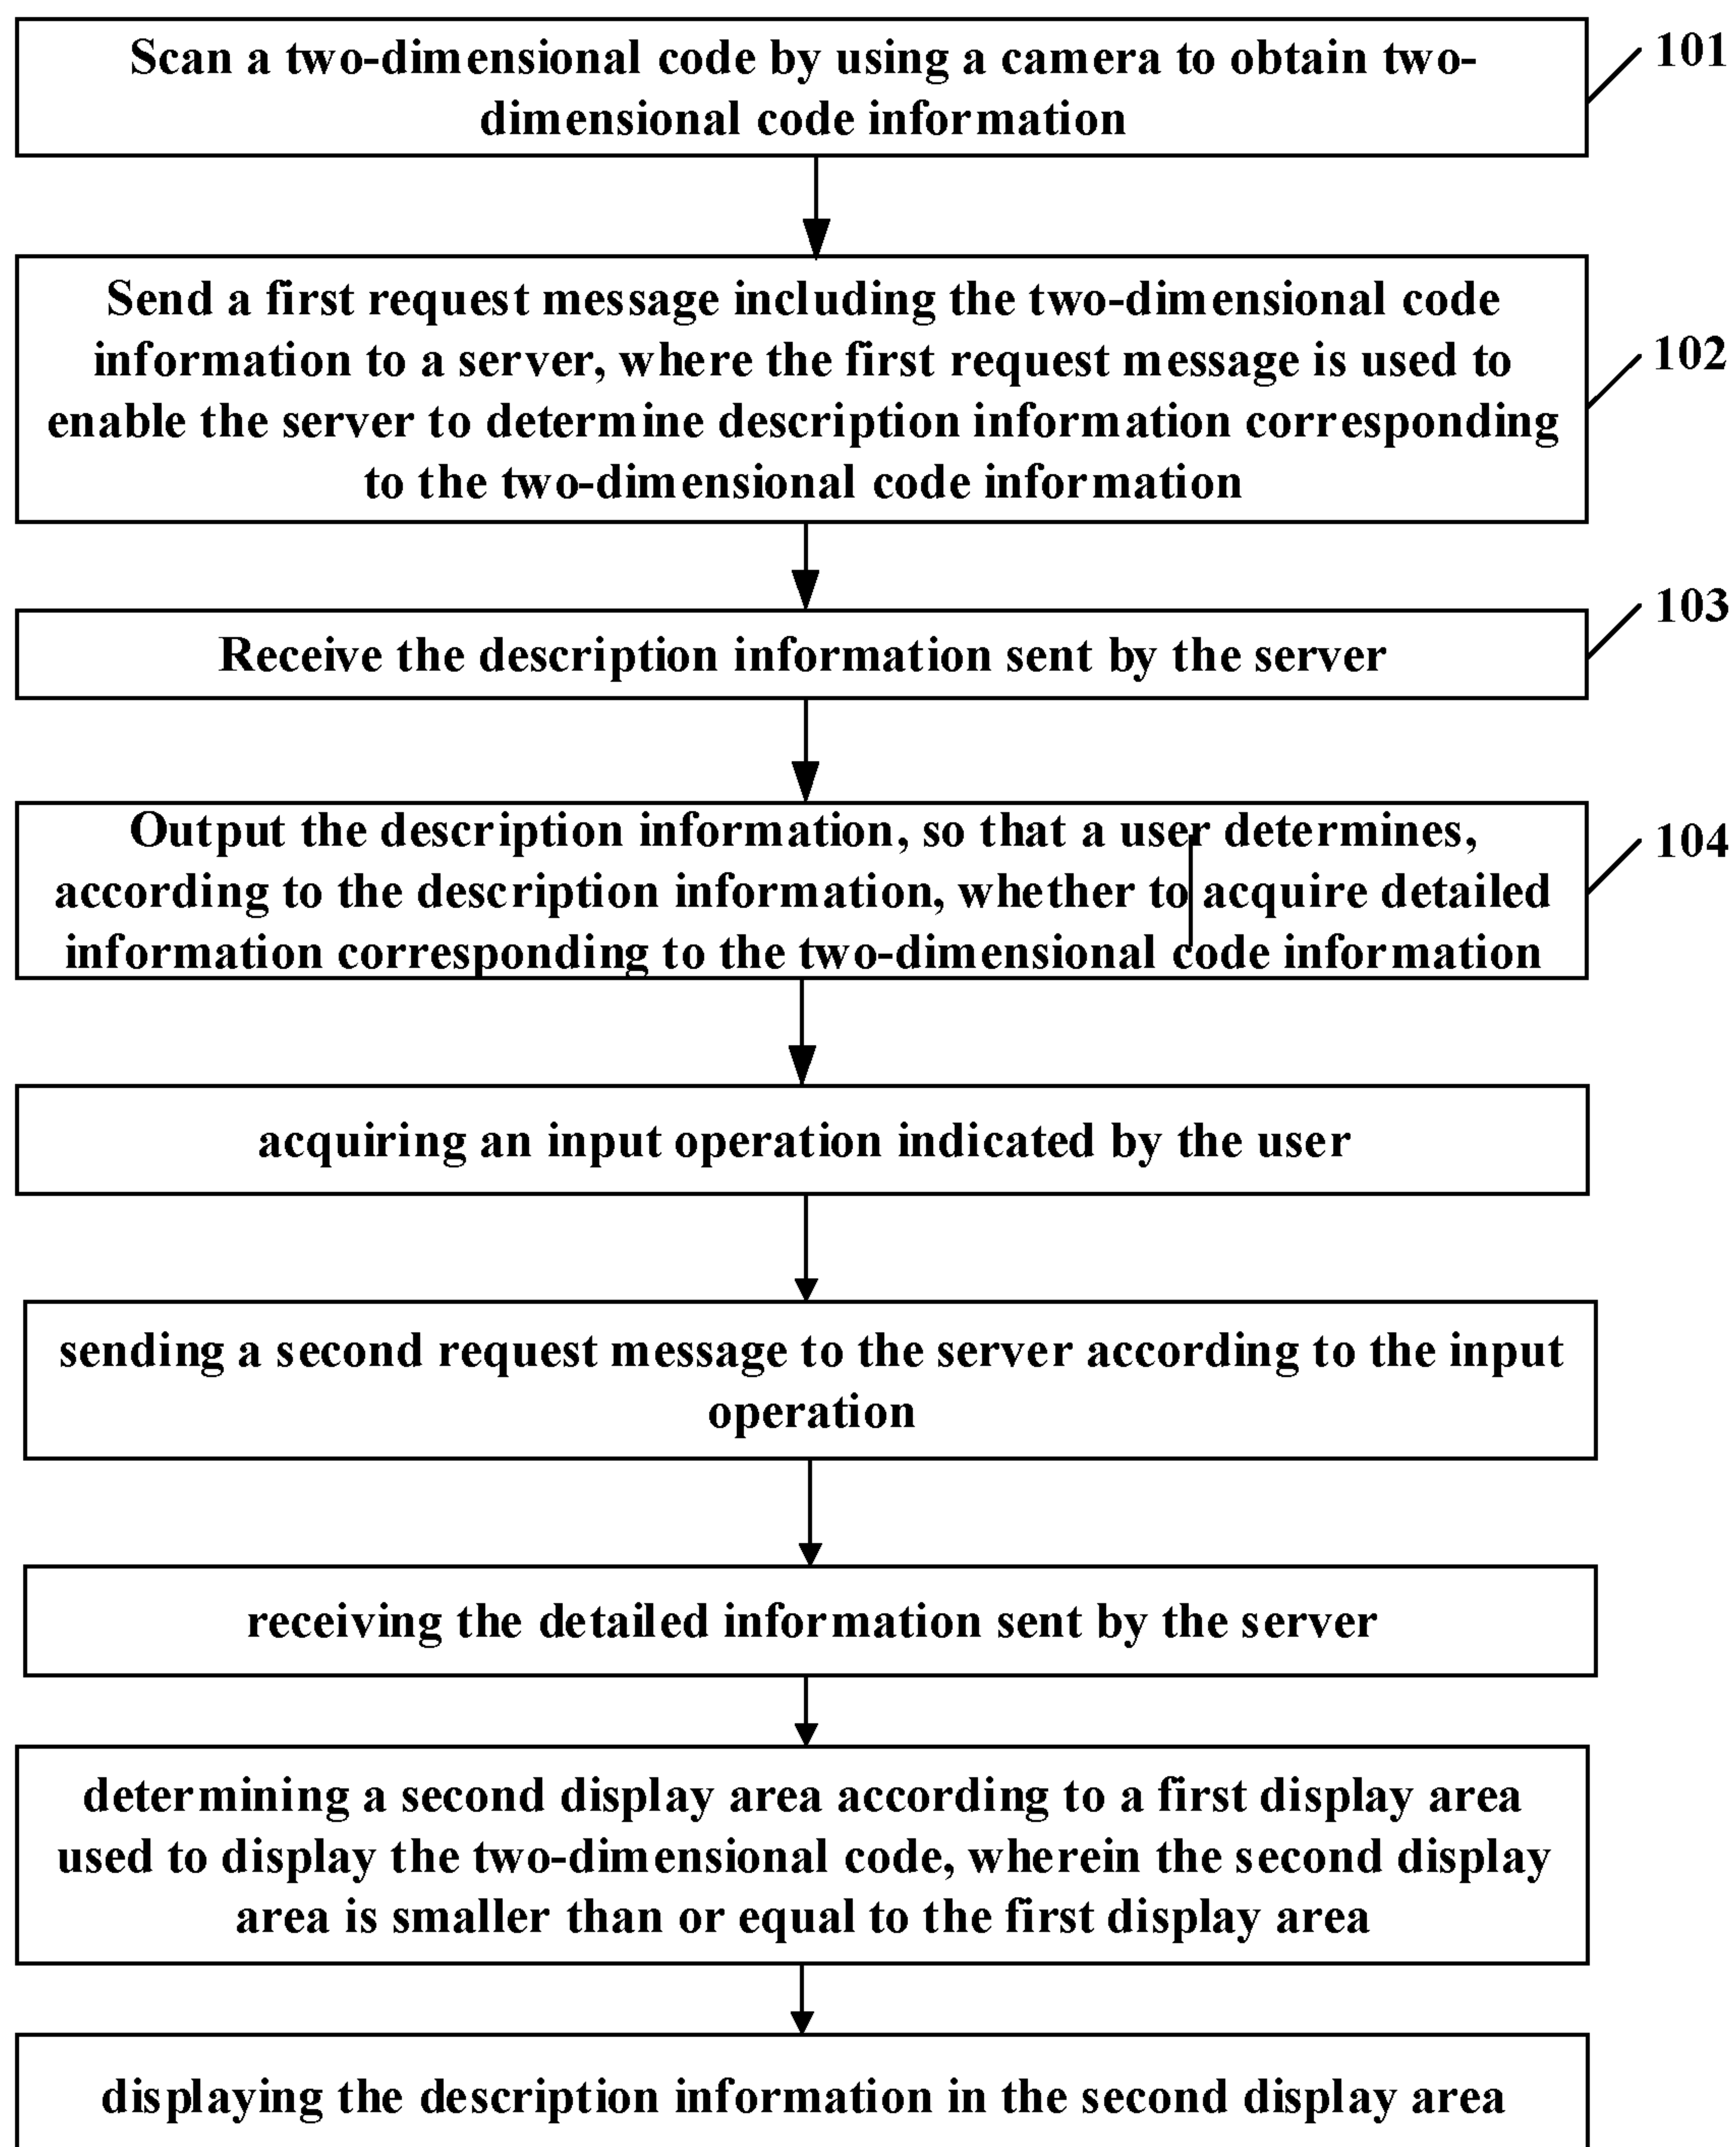 Scan a two-dimensional code by using a camera to obtain two-
dimensional code information
101
Send a first request message including the two-dimensional code
information to a server, where the first request message is used to
enable the server to determine description information corresponding
to the two-dimensional code information
102
Receive the description information sent by the server
103
Output the description information, so that a user determines,
according to the description information, whether to acquire detailed
information corresponding to the two-dimensional code information
104
acquiring an input operation indicated by the user
sending a second request message to the server according to the input
operation
receiving the detailed information sent by the server
determining a second display area according to a first display area
used to display the two-dimensional code, wherein the second display
area is smaller than or equal to the first display area
displaying the description information in the second display area